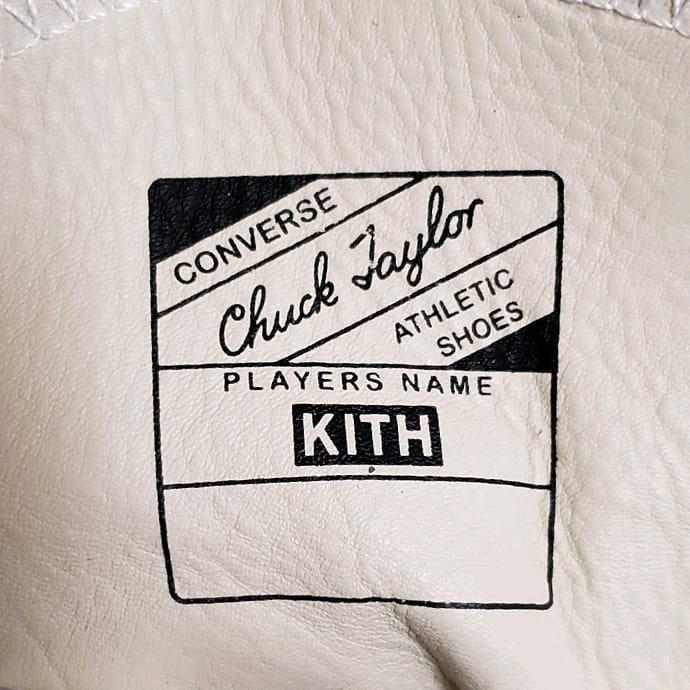 CONVERSE
Chuck Taylor
ATHLETIC
SHOES
PLAYERS NAME
KITH